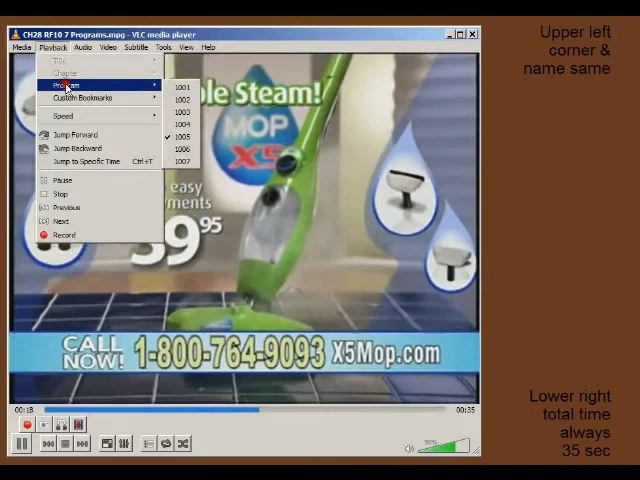 CH28 RF10 7 Programs.mpg - VLC media player
Upper left
corner &
name same
Media Playback Audio Video Subtitle Tools View Help
Title
Chapter
Program
Custom Bookmarks
Speed
Jump Forward
Jump Backward
Jump to Specific Time Ctrl+T
Pause
Stop
Previous
Next
Record
1001
1002
1003
1004
1005
1006
1007
le Steam!
MOP
X5
easy
ments
95
CALL
NOW! 1-800-764-9093 X5Mop.com
Lower right
total time
always
35 sec
00:18 00:35
90%